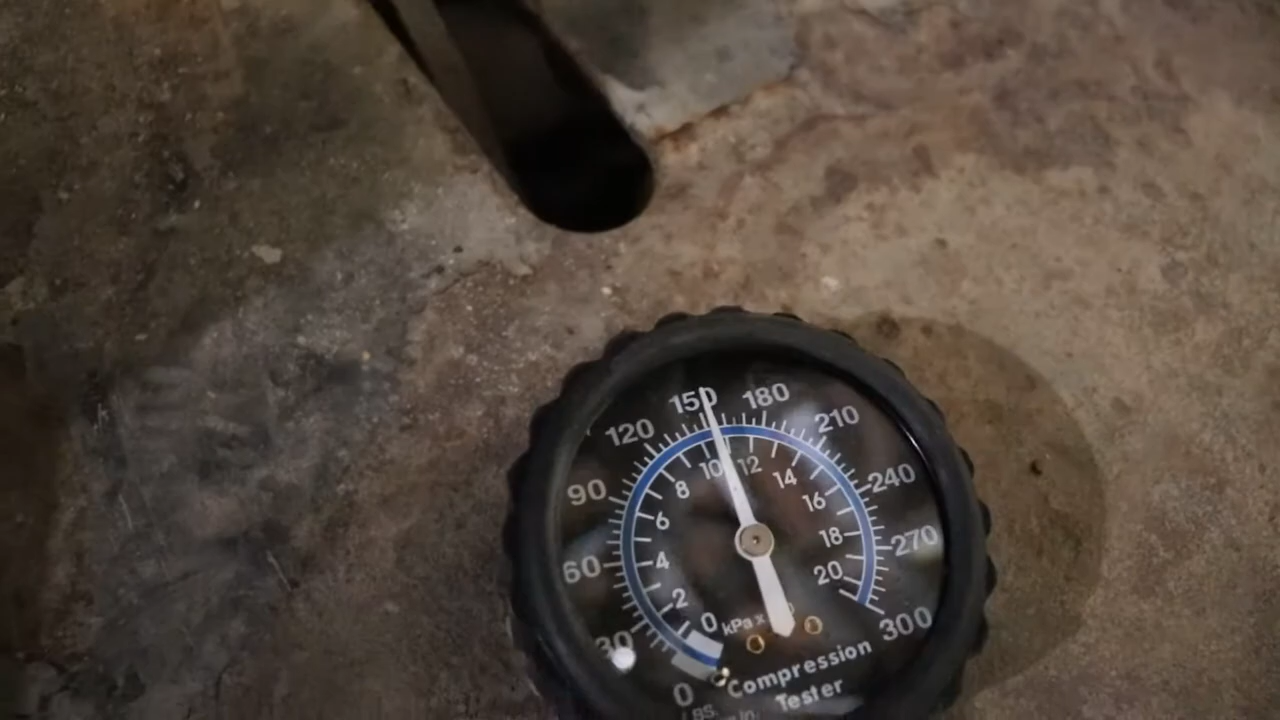 0 30 60 90 120 150 180 210 240 270 300
0 2 4 6 8 10 12 14 16 18 20
kPa x
Compression
Tester
LBS.